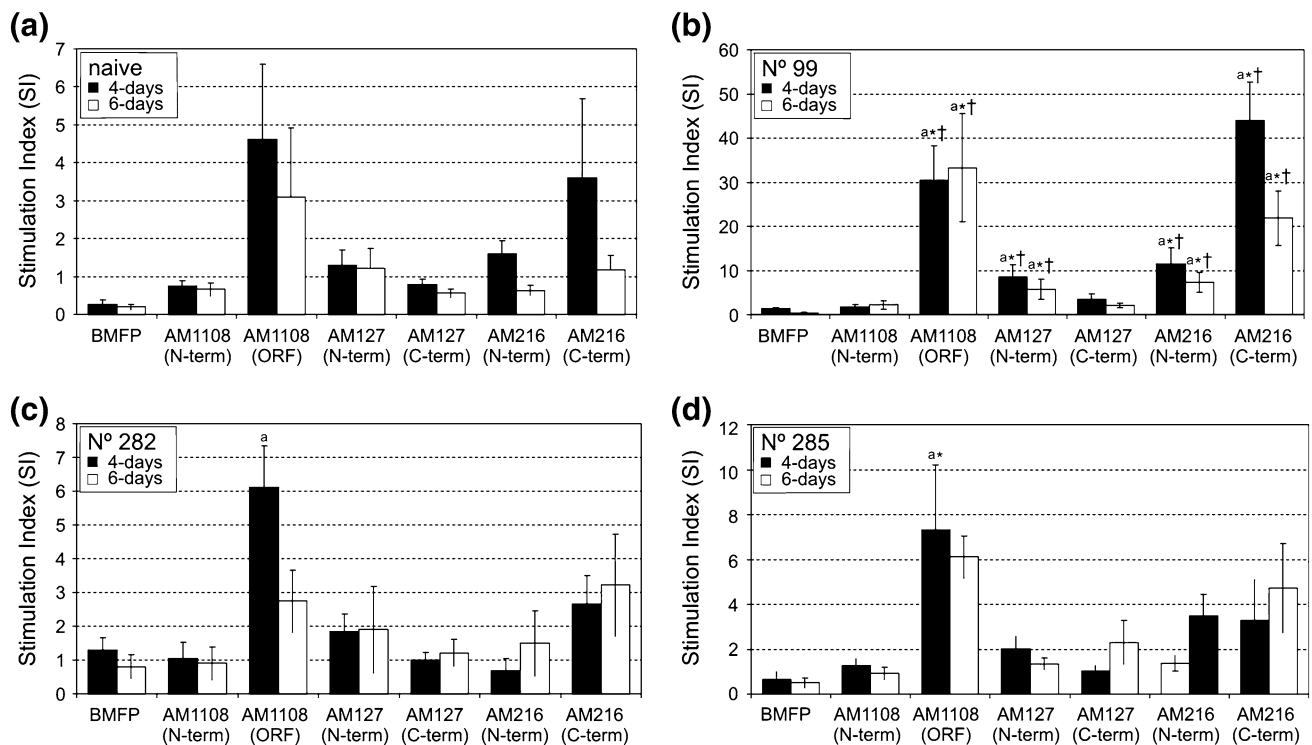 (a)
Stimulation Index (SI)
7
6
5
4
3
2
1
0
naive
4-days
6-days
BMFP
AM1108 (N-term)
AM1108 (ORF)
AM127 (N-term)
AM127 (C-term)
AM216 (N-term)
AM216 (C-term)
(b)
Stimulation Index (SI)
60
50
40
30
20
10
0
Nº 99
4-days
6-days
a*†
a*†
a*†
a*†
a*†
a*†
a*†
a*†
BMFP
AM1108 (N-term)
AM1108 (ORF)
AM127 (N-term)
AM127 (C-term)
AM216 (N-term)
AM216 (C-term)
(c)
Stimulation Index (SI)
8
7
6
5
4
3
2
1
0
Nº 282
4-days
6-days
a
BMFP
AM1108 (N-term)
AM1108 (ORF)
AM127 (N-term)
AM127 (C-term)
AM216 (N-term)
AM216 (C-term)
(d)
Stimulation Index (SI)
12
10
8
6
4
2
0
Nº 285
4-days
6-days
a*
BMFP
AM1108 (N-term)
AM1108 (ORF)
AM127 (N-term)
AM127 (C-term)
AM216 (N-term)
AM216 (C-term)